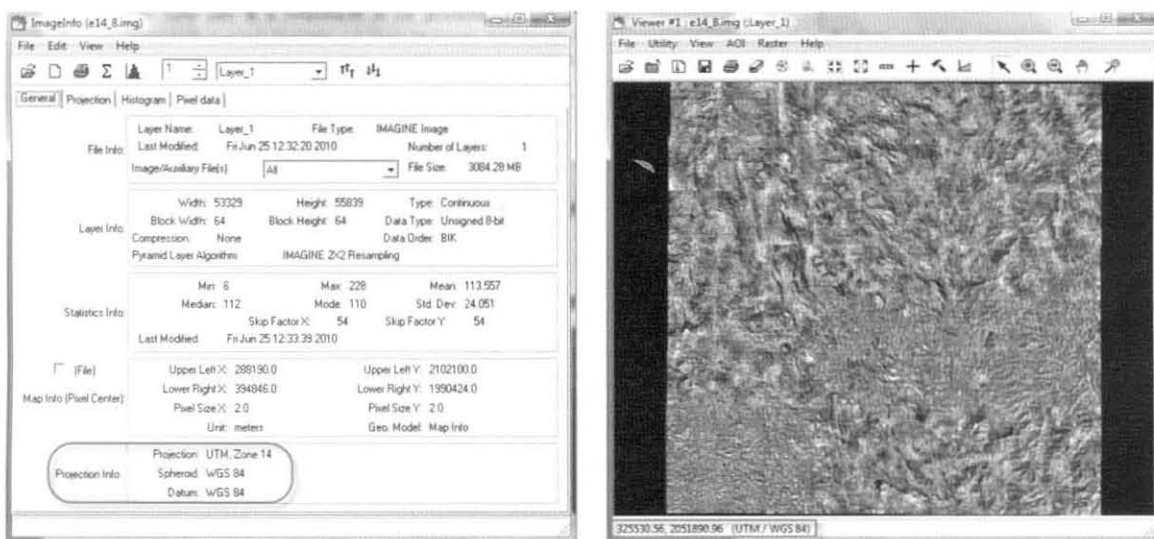 ImageInfo (e14_8.img)
File Edit View Help
1 Layer_1
General Projection Histogram Pixel data
File Info:
Layer Name: Layer_1 File Type: IMAGINE Image
Last Modified: Fri Jun 25 12:32:20 2010 Number of Layers: 1
Image/Auxiliary File(s) All File Size: 3084.28 MB
Layer Info:
Width: 53329 Height: 55839 Type: Continuous
Block Width: 64 Block Height: 64 Data Type: Unsigned 8-bit
Compression: None Data Order: BIK
Pyramid Layer Algorithm: IMAGINE 2X2 Resampling
Statistics Info:
Min: 6 Max: 228 Mean: 113.557
Median: 112 Mode: 110 Std. Dev: 24.051
Skip Factor X: 54 Skip Factor Y: 54
Last Modified: Fri Jun 25 12:33:39 2010
(File)
Map Info (Pixel Center):
Upper Left X: 288190.0 Upper Left Y: 2102100.0
Lower Right X: 394846.0 Lower Right Y: 1990424.0
Pixel Size X: 2.0 Pixel Size Y: 2.0
Unit: meters Geo. Model: Map Info
Projection Info:
Projection: UTM, Zone 14
Spheroid: WGS 84
Datum: WGS 84
Viewer #1 : e14_8.img (:Layer_1)
File Utility View AOI Raster Help
325530.56, 2051890.96 (UTM / WGS 84)